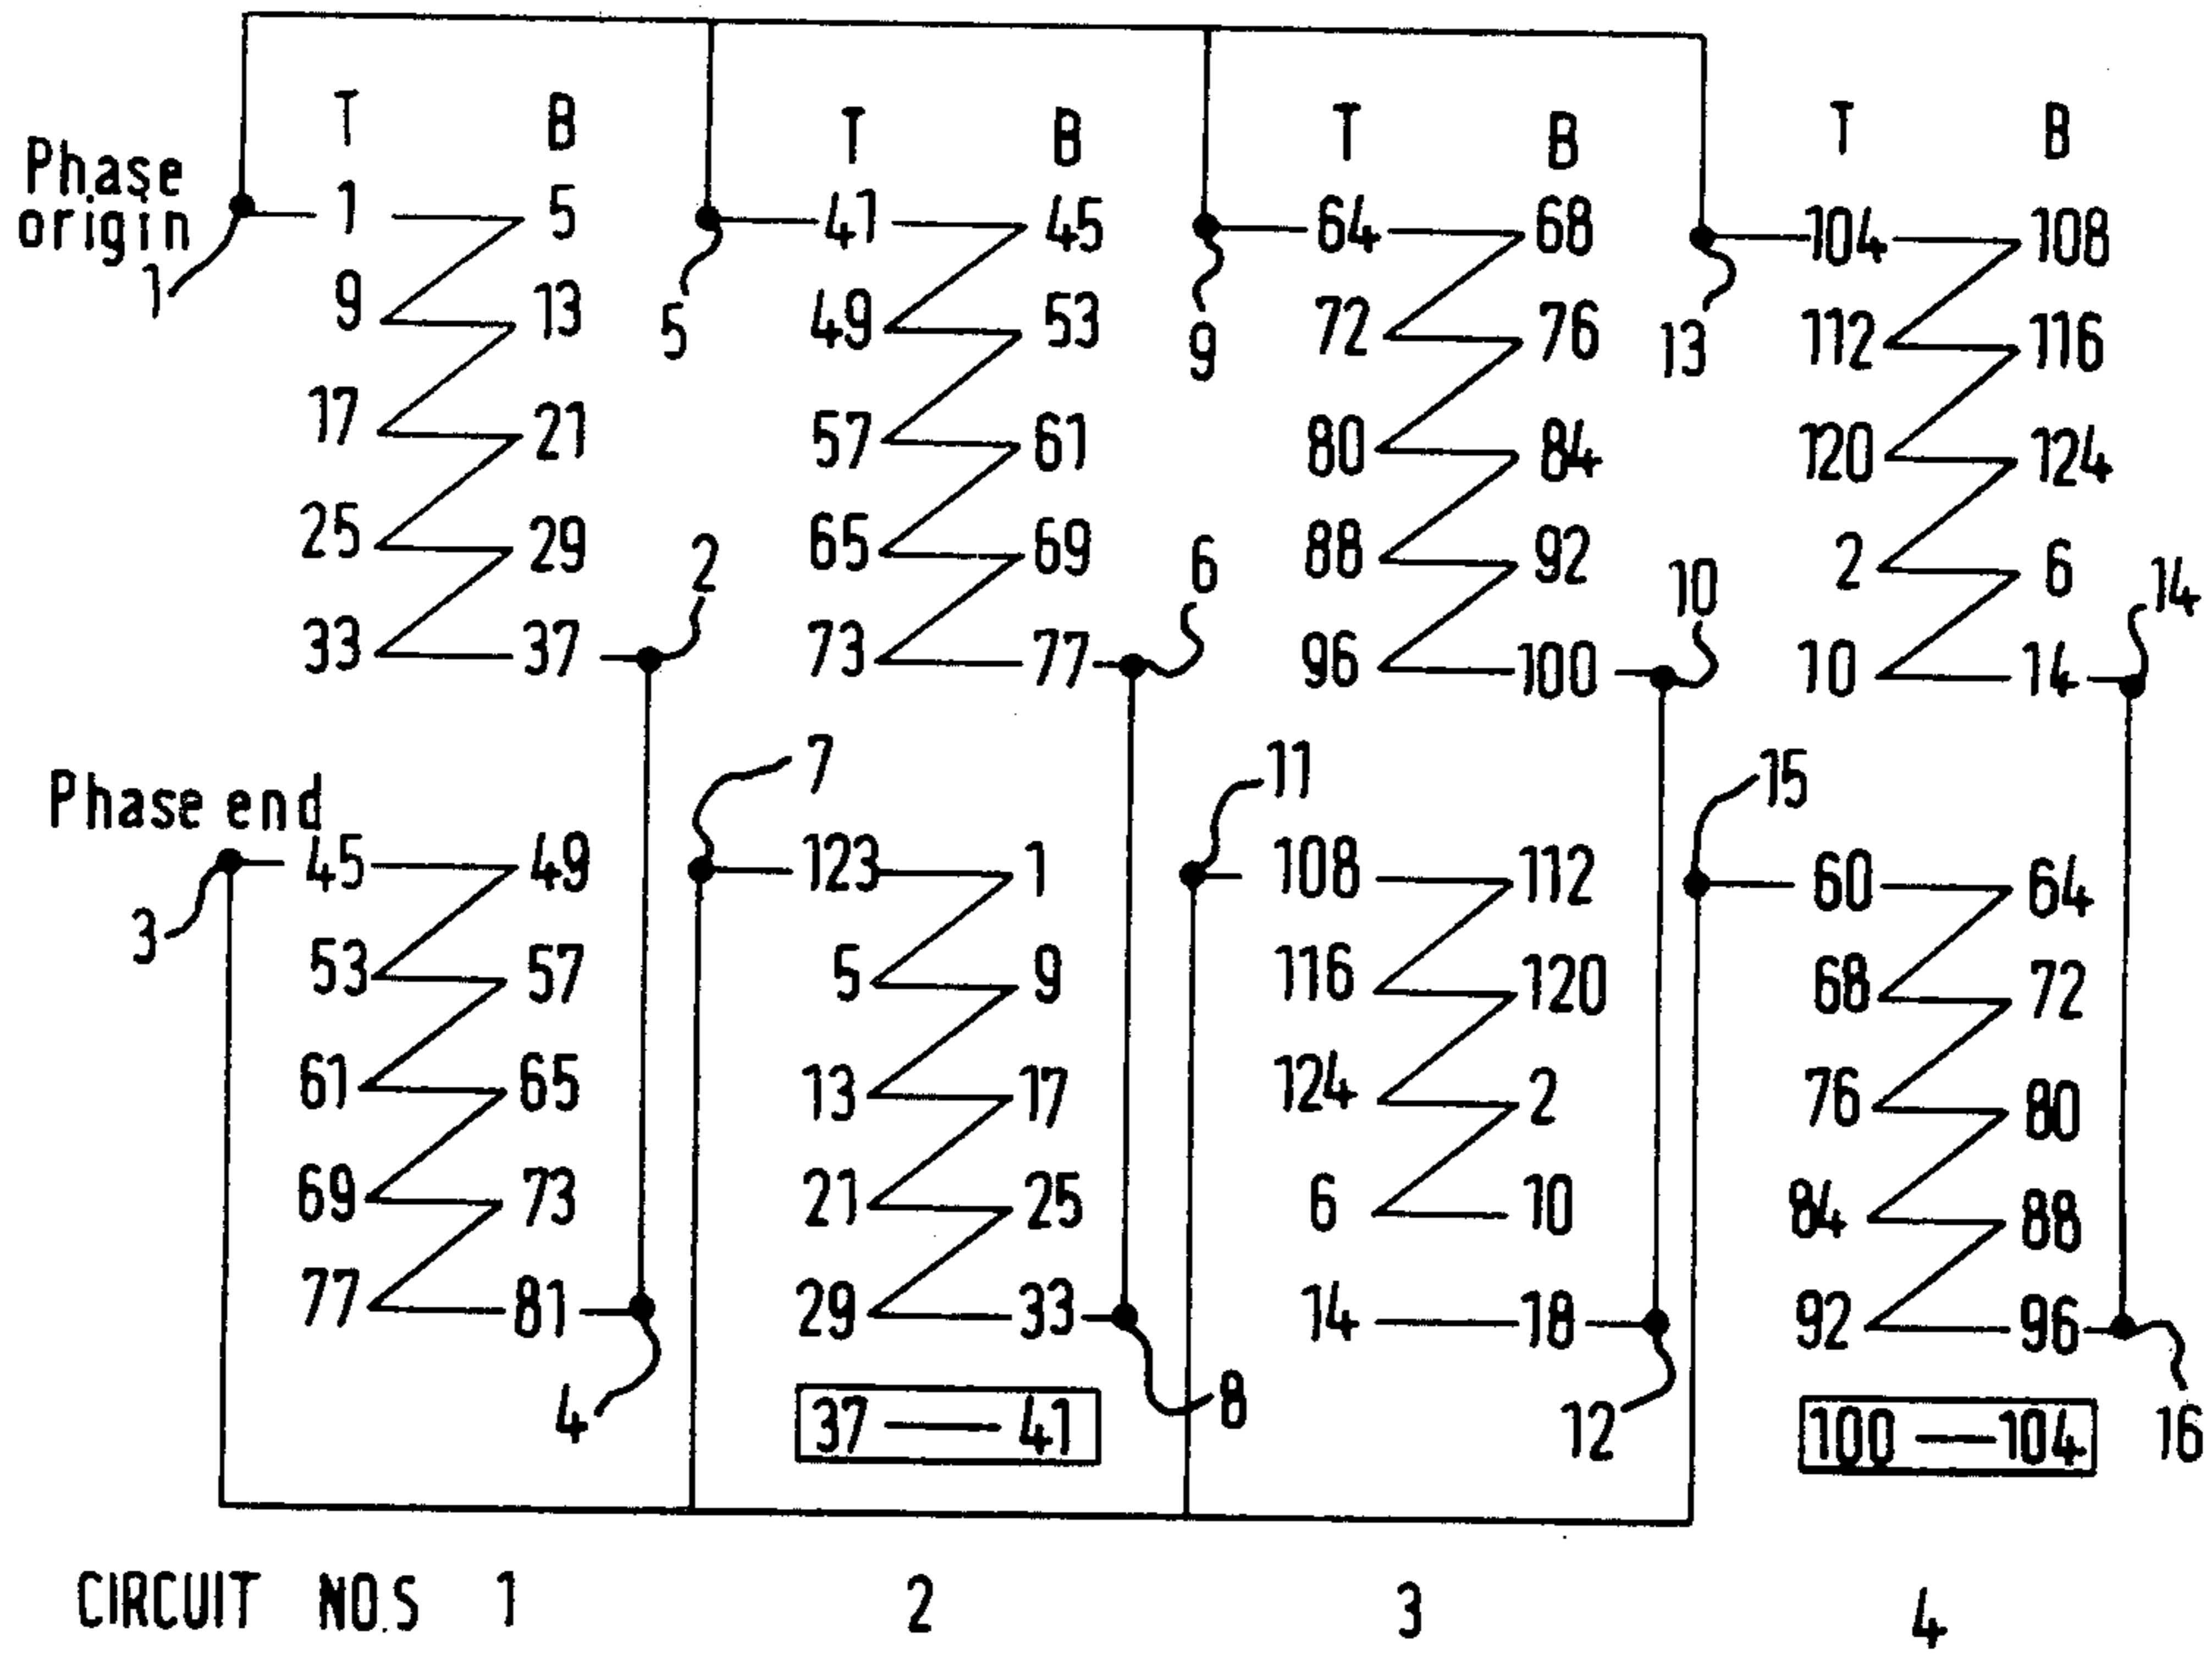 T B T B T B T B
Phase
origin
1 5 41 45 64 68 104 108
1 5 9 13
9 13 49 53 72 76 112 116
17 21 57 61 80 84 120 124
25 29 65 69 88 92 2 6
2 6 10 14
33 37 73 77 96 100 10 14
7 11 15
Phase end
45 49 123 1 108 112 60 64
3
53 57 5 9 116 120 68 72
61 65 13 17 124 2 76 80
69 73 21 25 6 10 84 88
77 81 29 33 14 18 92 96
4 8 12 16
37 41 100 104
CIRCUIT NO.S 1 2 3 4